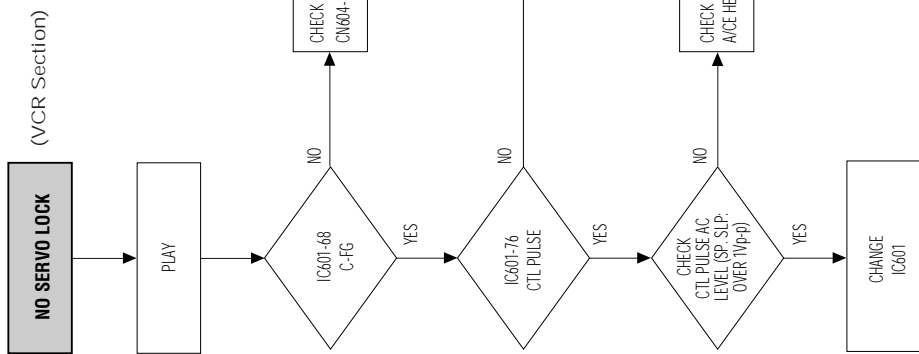 (VCR Section)
NO SERVO LOCK
PLAY
IC601-68
C-FG
NO
CHECK
CN604-
YES
IC601-76
CTL PULSE
NO
YES
CHECK
CTL PULSE AC
LEVEL (SP. SLP:
OVER 1Vp-p)
NO
CHECK
A/CE HE
YES
CHANGE
IC601